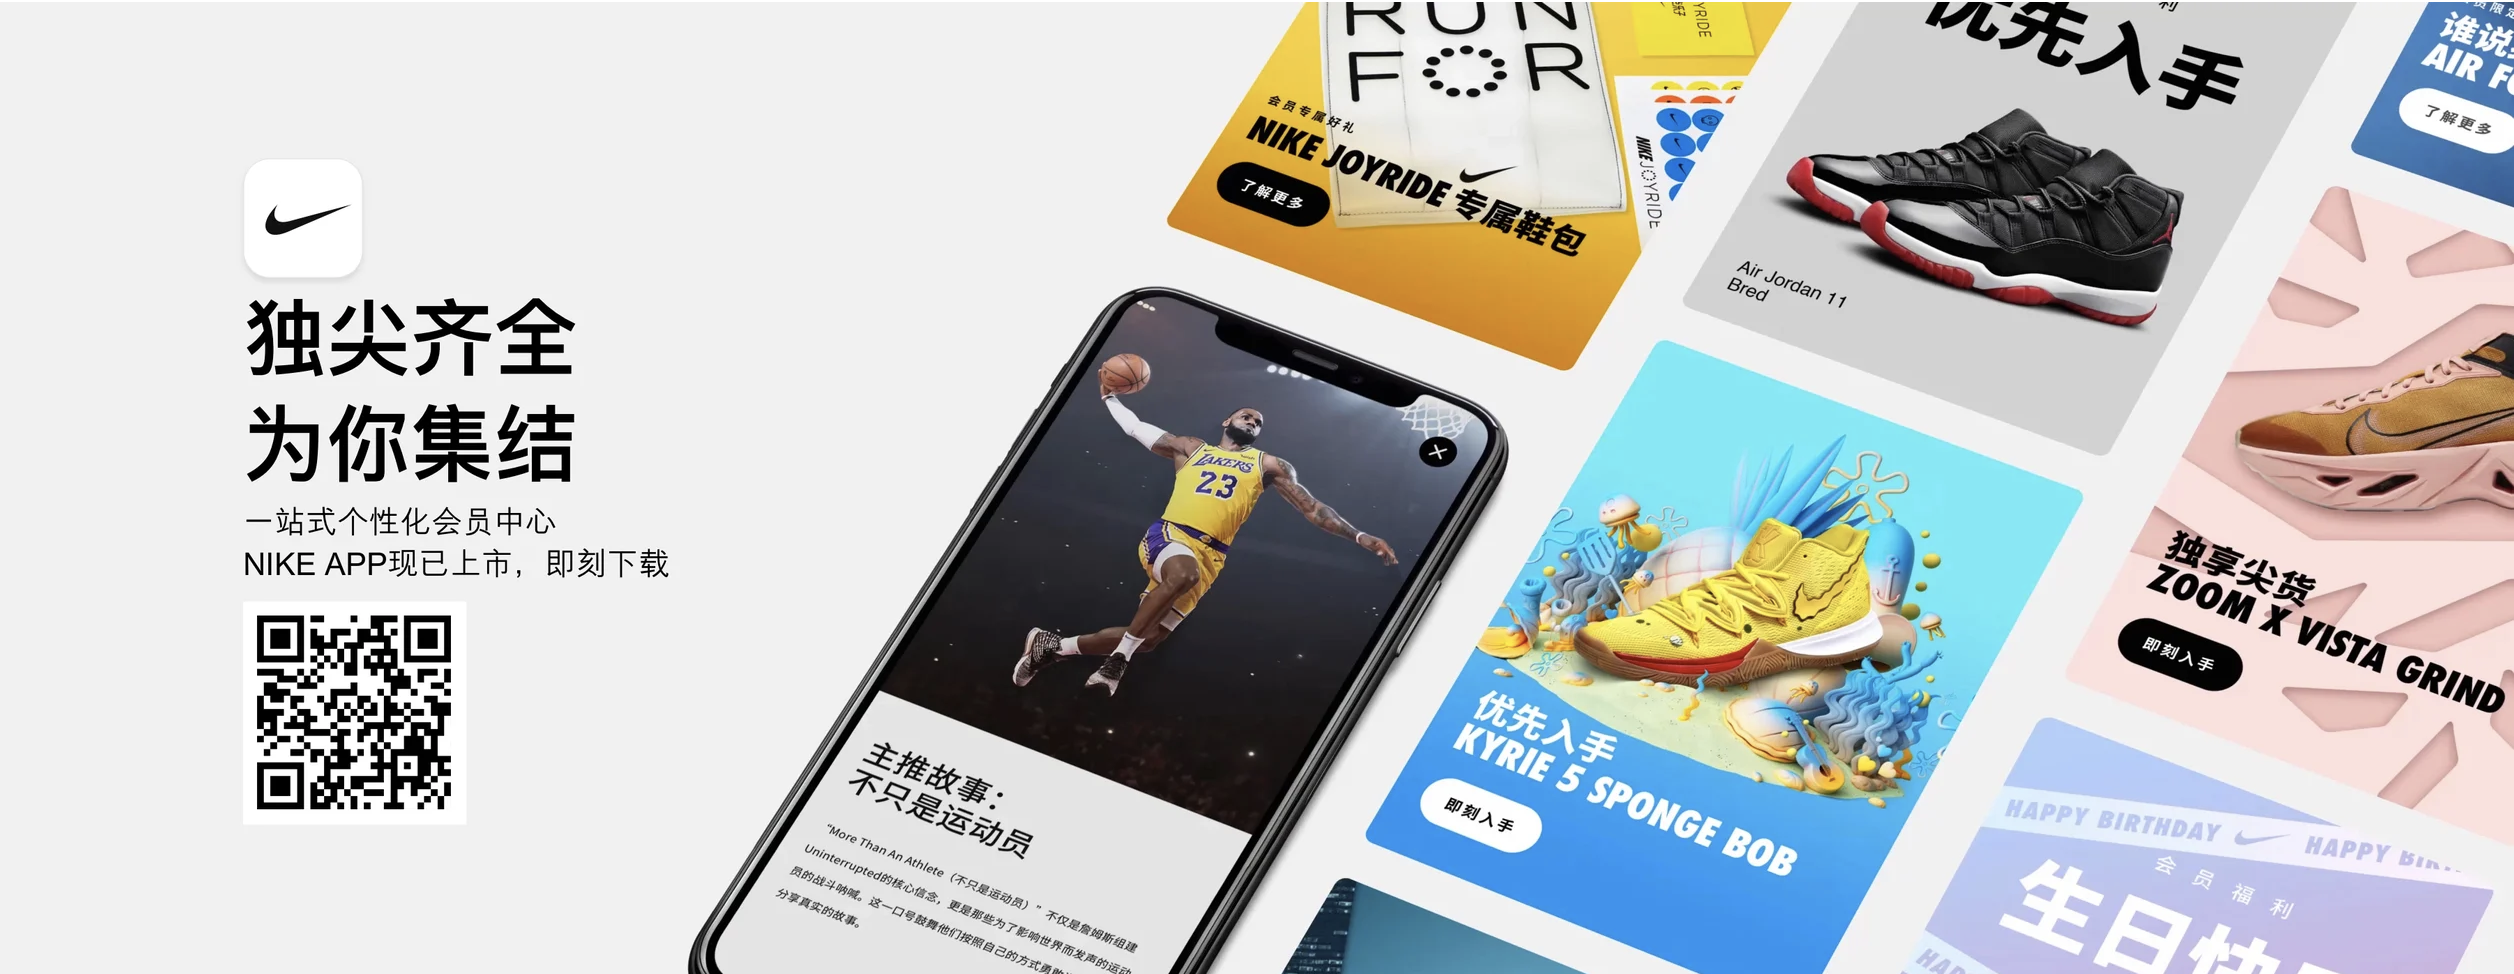 独尖齐全
为你集结
一站式个性化会员中心
NIKE APP现已上市，即刻下载
RUN
FOR
会员专属好礼
NIKE JOYRIDE 专属鞋包
了解更多
NIKE JOYRIDE
优先入手
Air Jordan 11
Bred
谁说
AIR
了解更多
LAKERS
23
主推故事：
不只是运动员
“More Than An Athlete（不只是运动员）”不仅是詹姆斯组建
Uninterrupted的核心信念，更是那些为了影响世界而发声的运动
员的战斗呐喊。这一口号鼓舞他们按照自己的方式勇敢
分享真实的故事。
优先入手
KYRIE 5 SPONGE BOB
即刻入手
独享尖货
ZOOM X VISTA GRIND
即刻入手
HAPPY BIRTHDAY HAPPY
会员福利
生日快
HAP